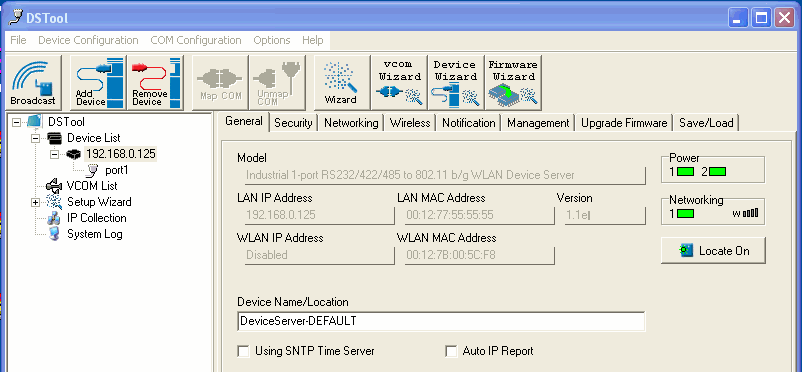 DSTool
File Device Configuration COM Configuration Options Help
Broadcast
Add Device
Remove Device
Map COM
Unmap COM
Wizard
vcom Wizard
Device Wizard
Firmware Wizard
DSTool
Device List
192.168.0.125
port1
VCOM List
Setup Wizard
IP Collection
System Log
General Security Networking Wireless Notification Management Upgrade Firmware Save/Load
Model
Industrial 1-port RS232/422/485 to 802.11 b/g WLAN Device Server
LAN IP Address LAN MAC Address Version
192.168.0.125 00:12:77:55:55:55 1.1e
WLAN IP Address WLAN MAC Address
Disabled 00:12:7B:00:5C:F8
Power
1 2
Networking
1 W
Locate On
Device Name/Location
DeviceServer-DEFAULT
Using SNTP Time Server Auto IP Report